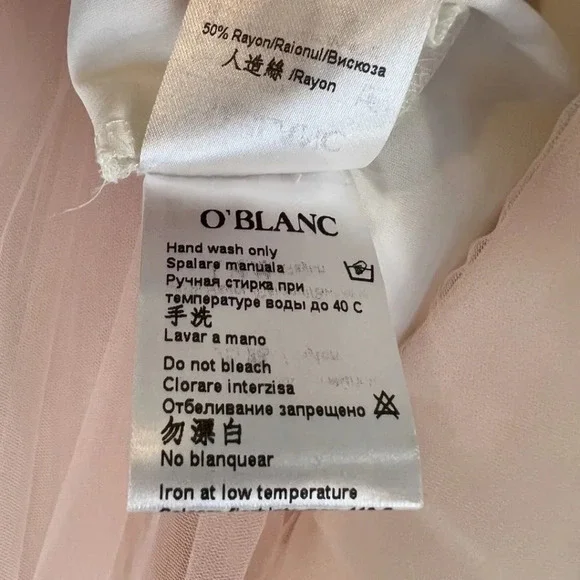 50% Rayon/Raionul/Вискоза
人造絲 /Rayon
O'BLANC
Hand wash only
Spalare manuala
Ручная стирка при
температуре воды до 40 С
手洗
Lavar a mano
Do not bleach
Clorare interzisa
Отбеливание запрещено
勿漂白
No blanquear
Iron at low temperature